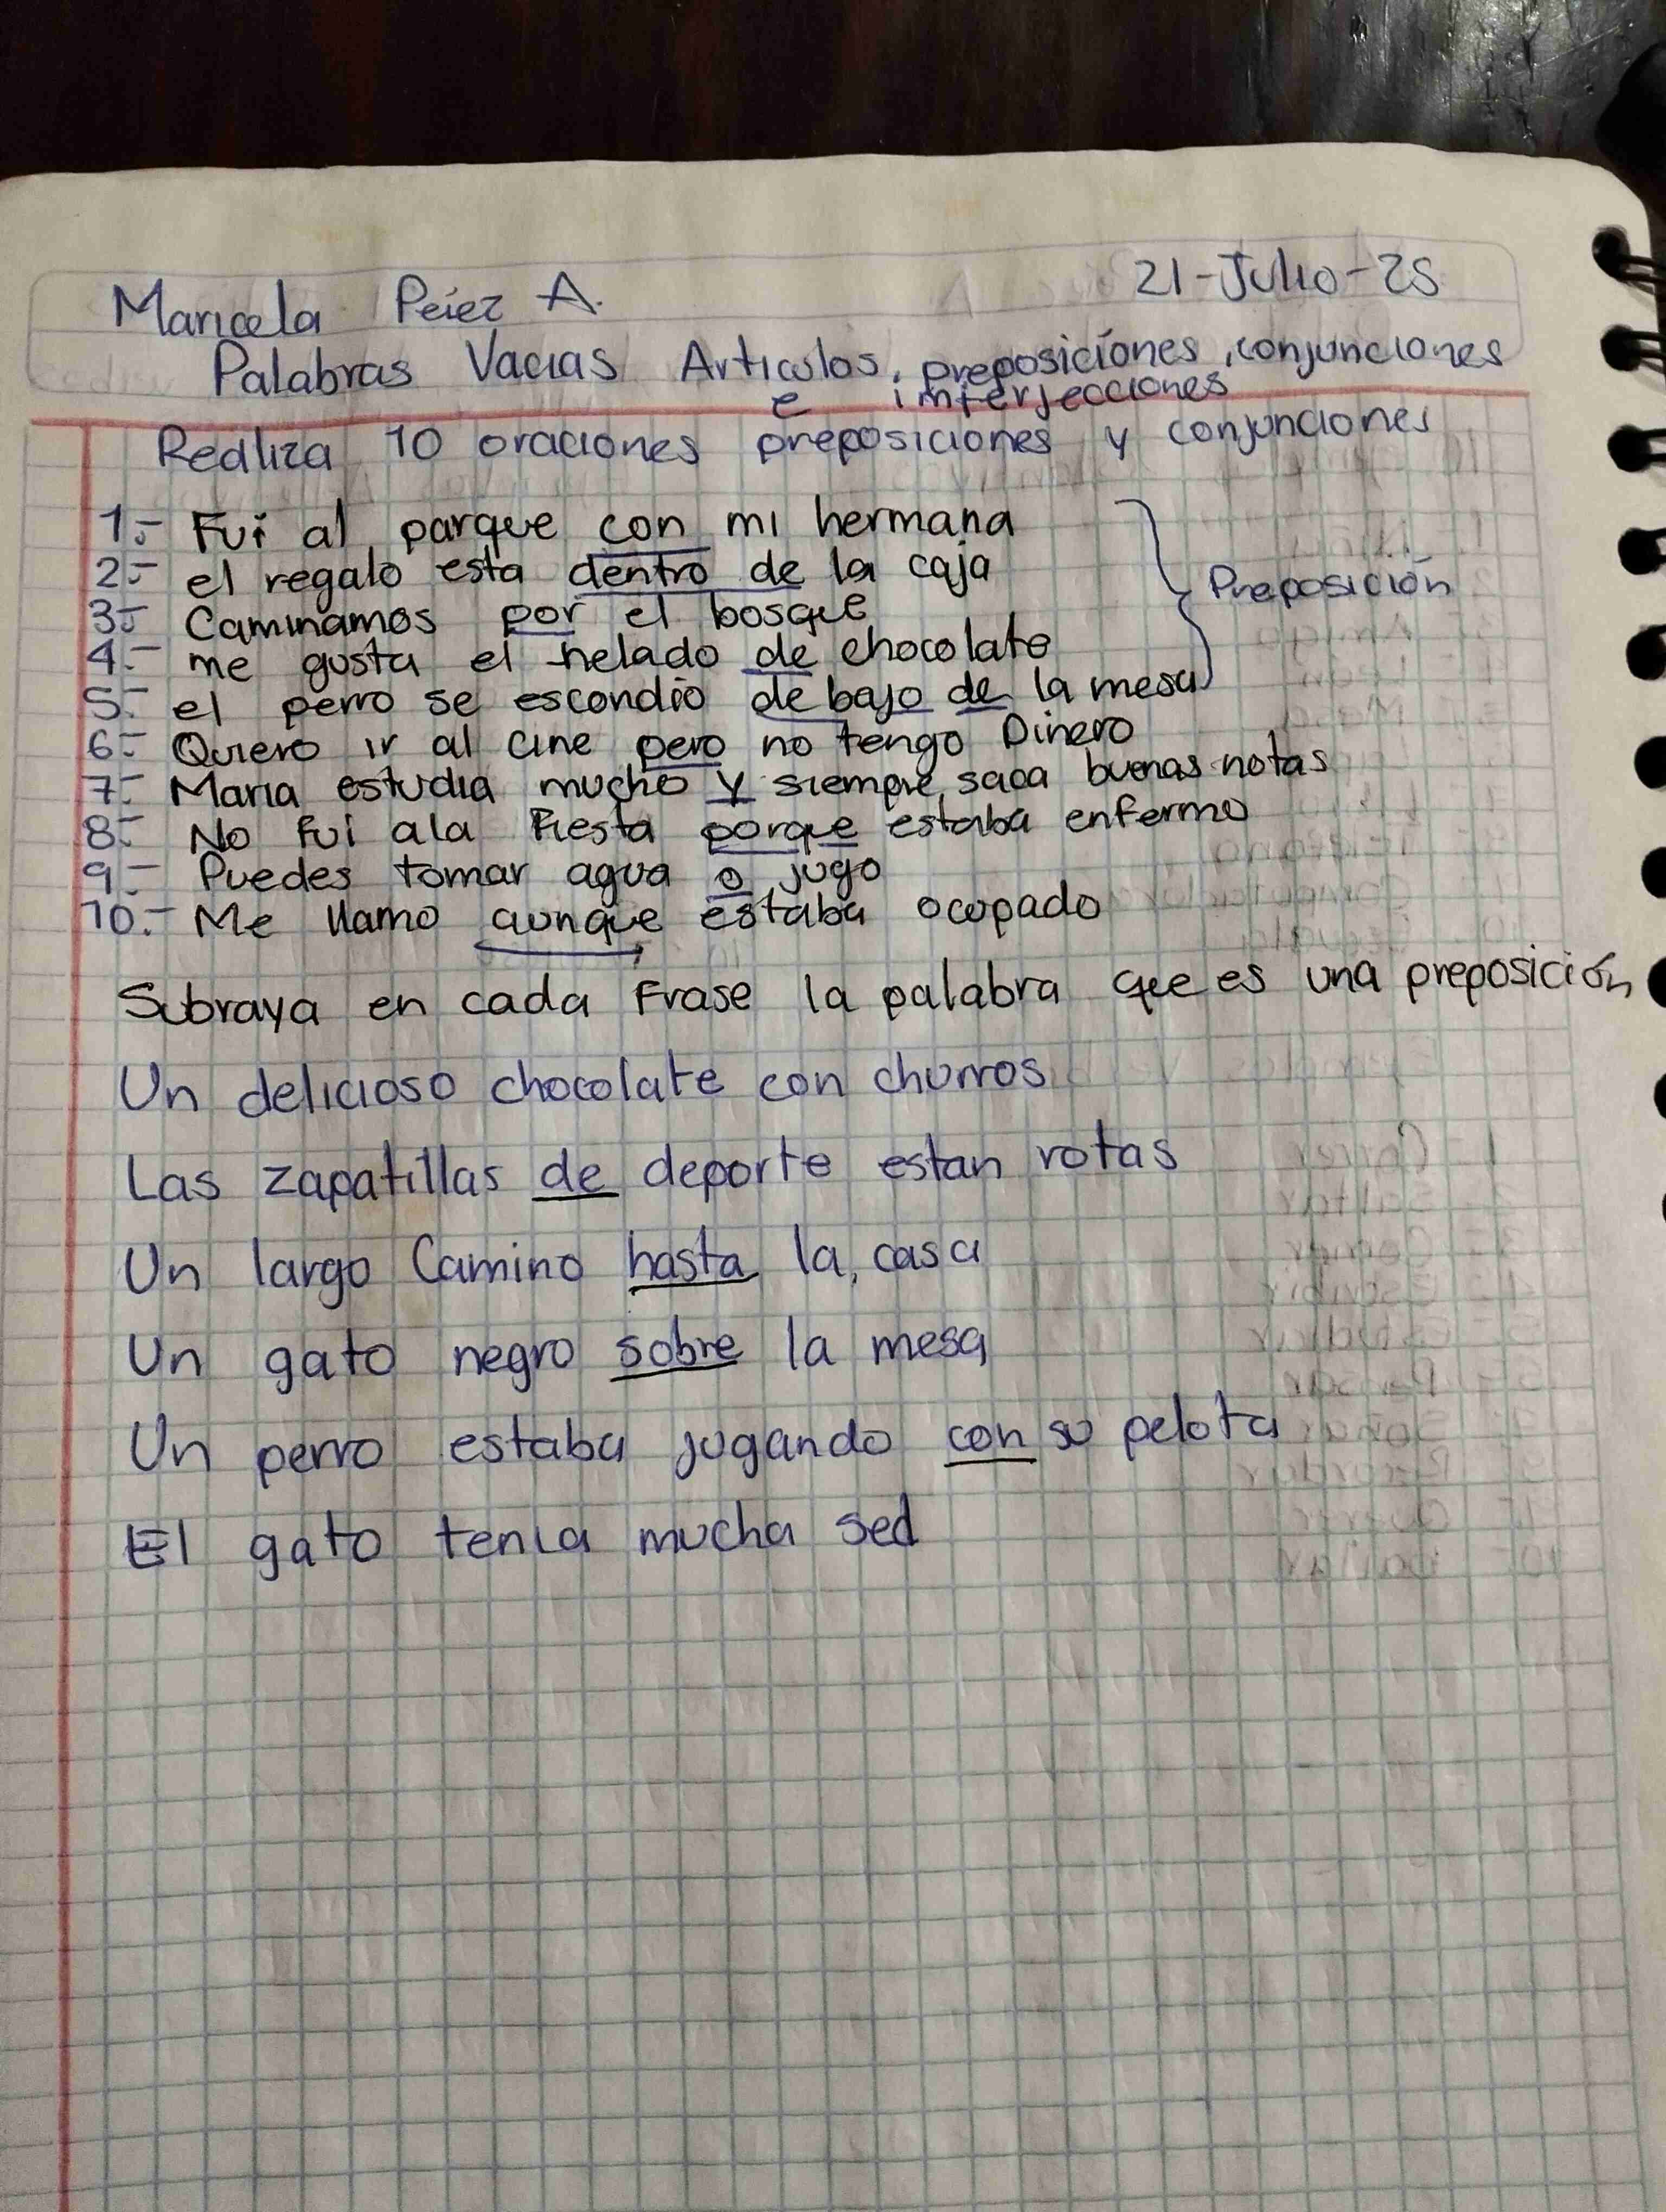 Maricela Perez A. 21-Julio-25
Palabras Vacias Articulos, preposiciones, conjunciones
e interjecciones
Realiza 10 oraciones preposiciones y conjunciones
1.- Fui al parque con mi hermana
2.- el regalo esta dentro de la caja
Preposición
3.- Caminamos por el bosque
4.- me gusta el helado de chocolate
5.- el perro se escondio de bajo de la mesa
6.- Quiero ir al cine pero no tengo Dinero
7.- Maria estudia mucho y siempre saca buenas notas
8.- No Fui ala Fiesta porque estaba enfermo
9.- Puedes tomar agua o jugo
10.- Me llamo aunque estaba ocupado
Subraya en cada Frase la palabra que es una preposición
Un delicioso chocolate con churros
Las zapatillas de deporte estan rotas
Un largo Camino hasta la casa
Un gato negro sobre la mesa
Un perro estaba jugando con su pelota
El gato tenia mucha sed